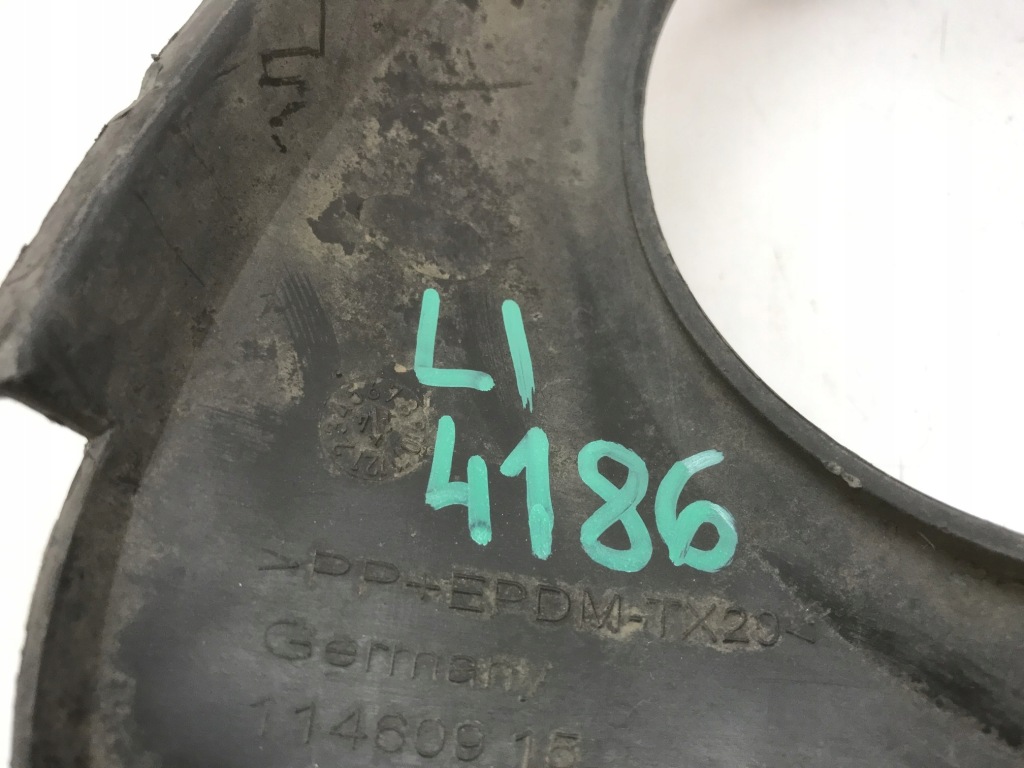 LI
4186
>PP+EPDM-TX20<
Germany
114609 15